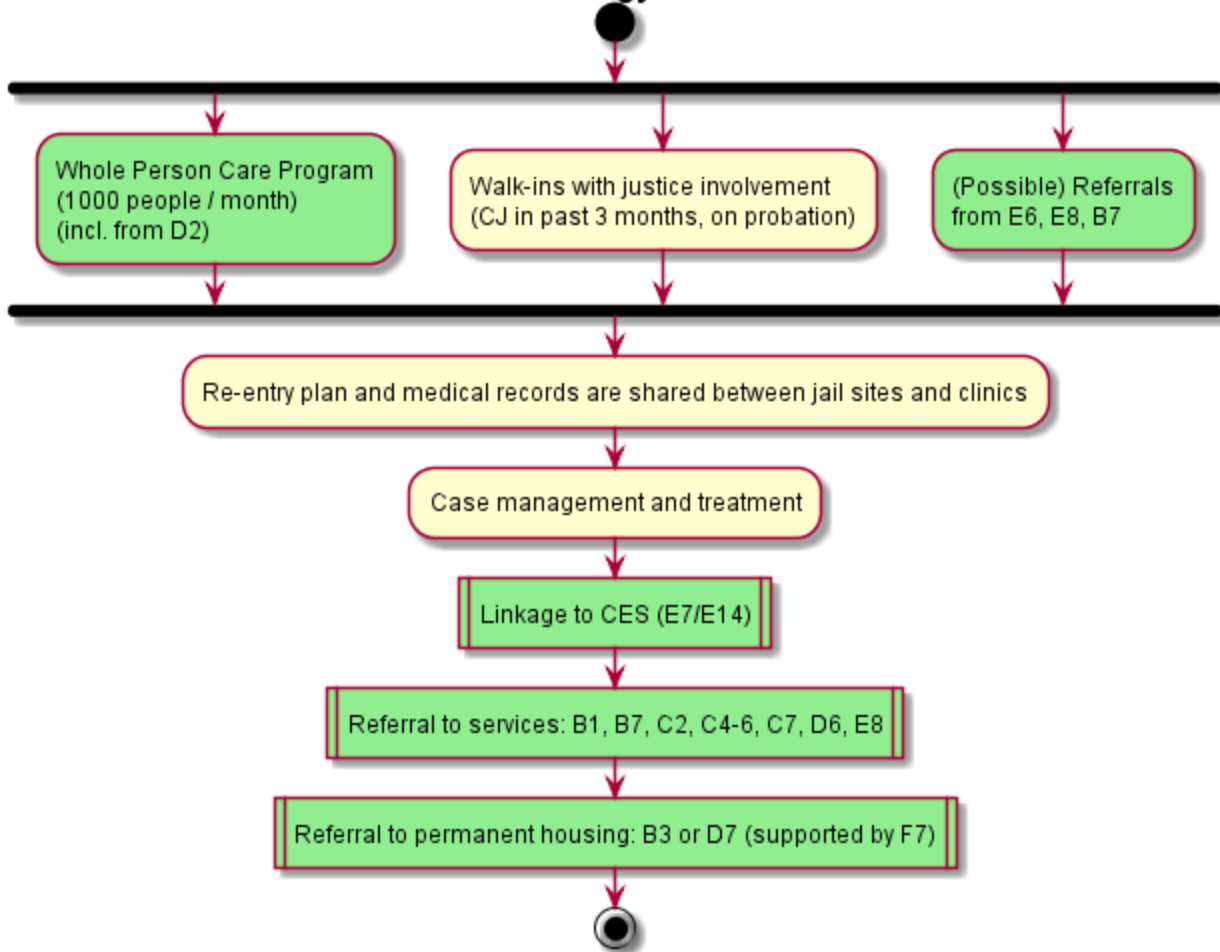 Whole Person Care Program
(1000 people / month)
(incl. from D2)
Walk-ins with justice involvement
(CJ in past 3 months, on probation)
(Possible) Referrals
from E6, E8, B7
Re-entry plan and medical records are shared between jail sites and clinics
Case management and treatment
Linkage to CES (E7/E14)
Referral to services: B1, B7, C2, C4-6, C7, D6, E8
Referral to permanent housing: B3 or D7 (supported by F7)